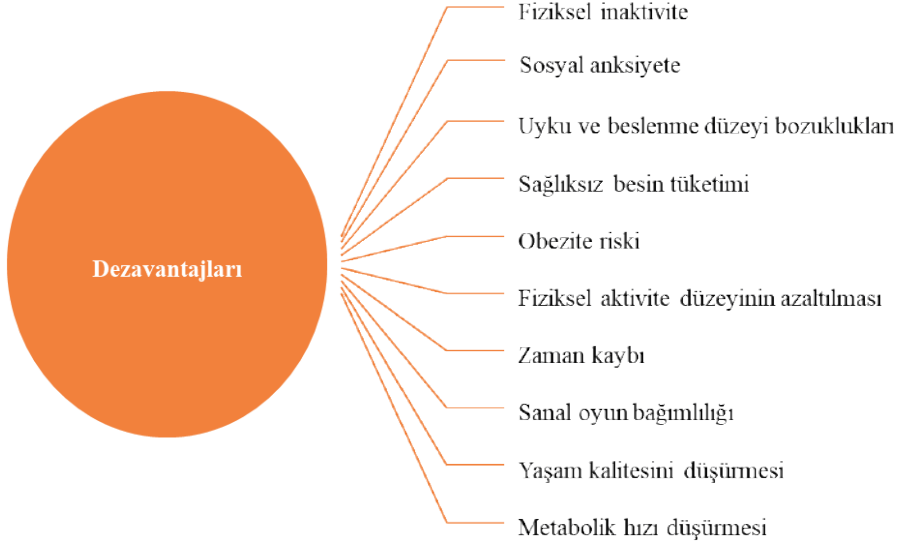 Dezavantajları
Fiziksel inaktivite
Sosyal anksiyete
Uyku ve beslenme düzeyi bozuklukları
Sağlıksız besin tüketimi
Obezite riski
Fiziksel aktivite düzeyinin azaltılması
Zaman kaybı
Sanal oyun bağımlılığı
Yaşam kalitesini düşürmesi
Metabolik hızı düşürmesi